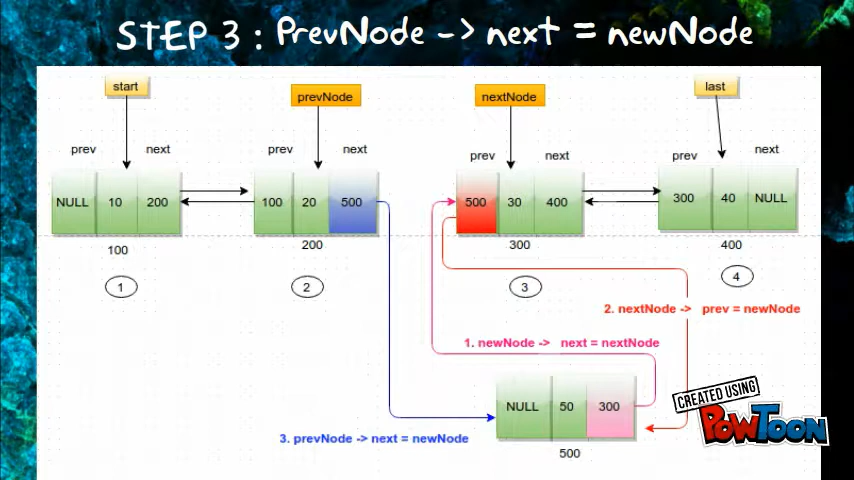 STEP 3 : PrevNode -> next = newNode
start
prevNode
nextNode
last
prev next
prev next
prev next
prev next
NULL 10 200
100 20 500
500 30 400
300 40 NULL
100
200
300
400
1
2
3
4
2. nextNode -> prev = newNode
1. newNode -> next = nextNode
NULL 50 300
3. prevNode -> next = newNode
500
CREATED USING
POWTOON